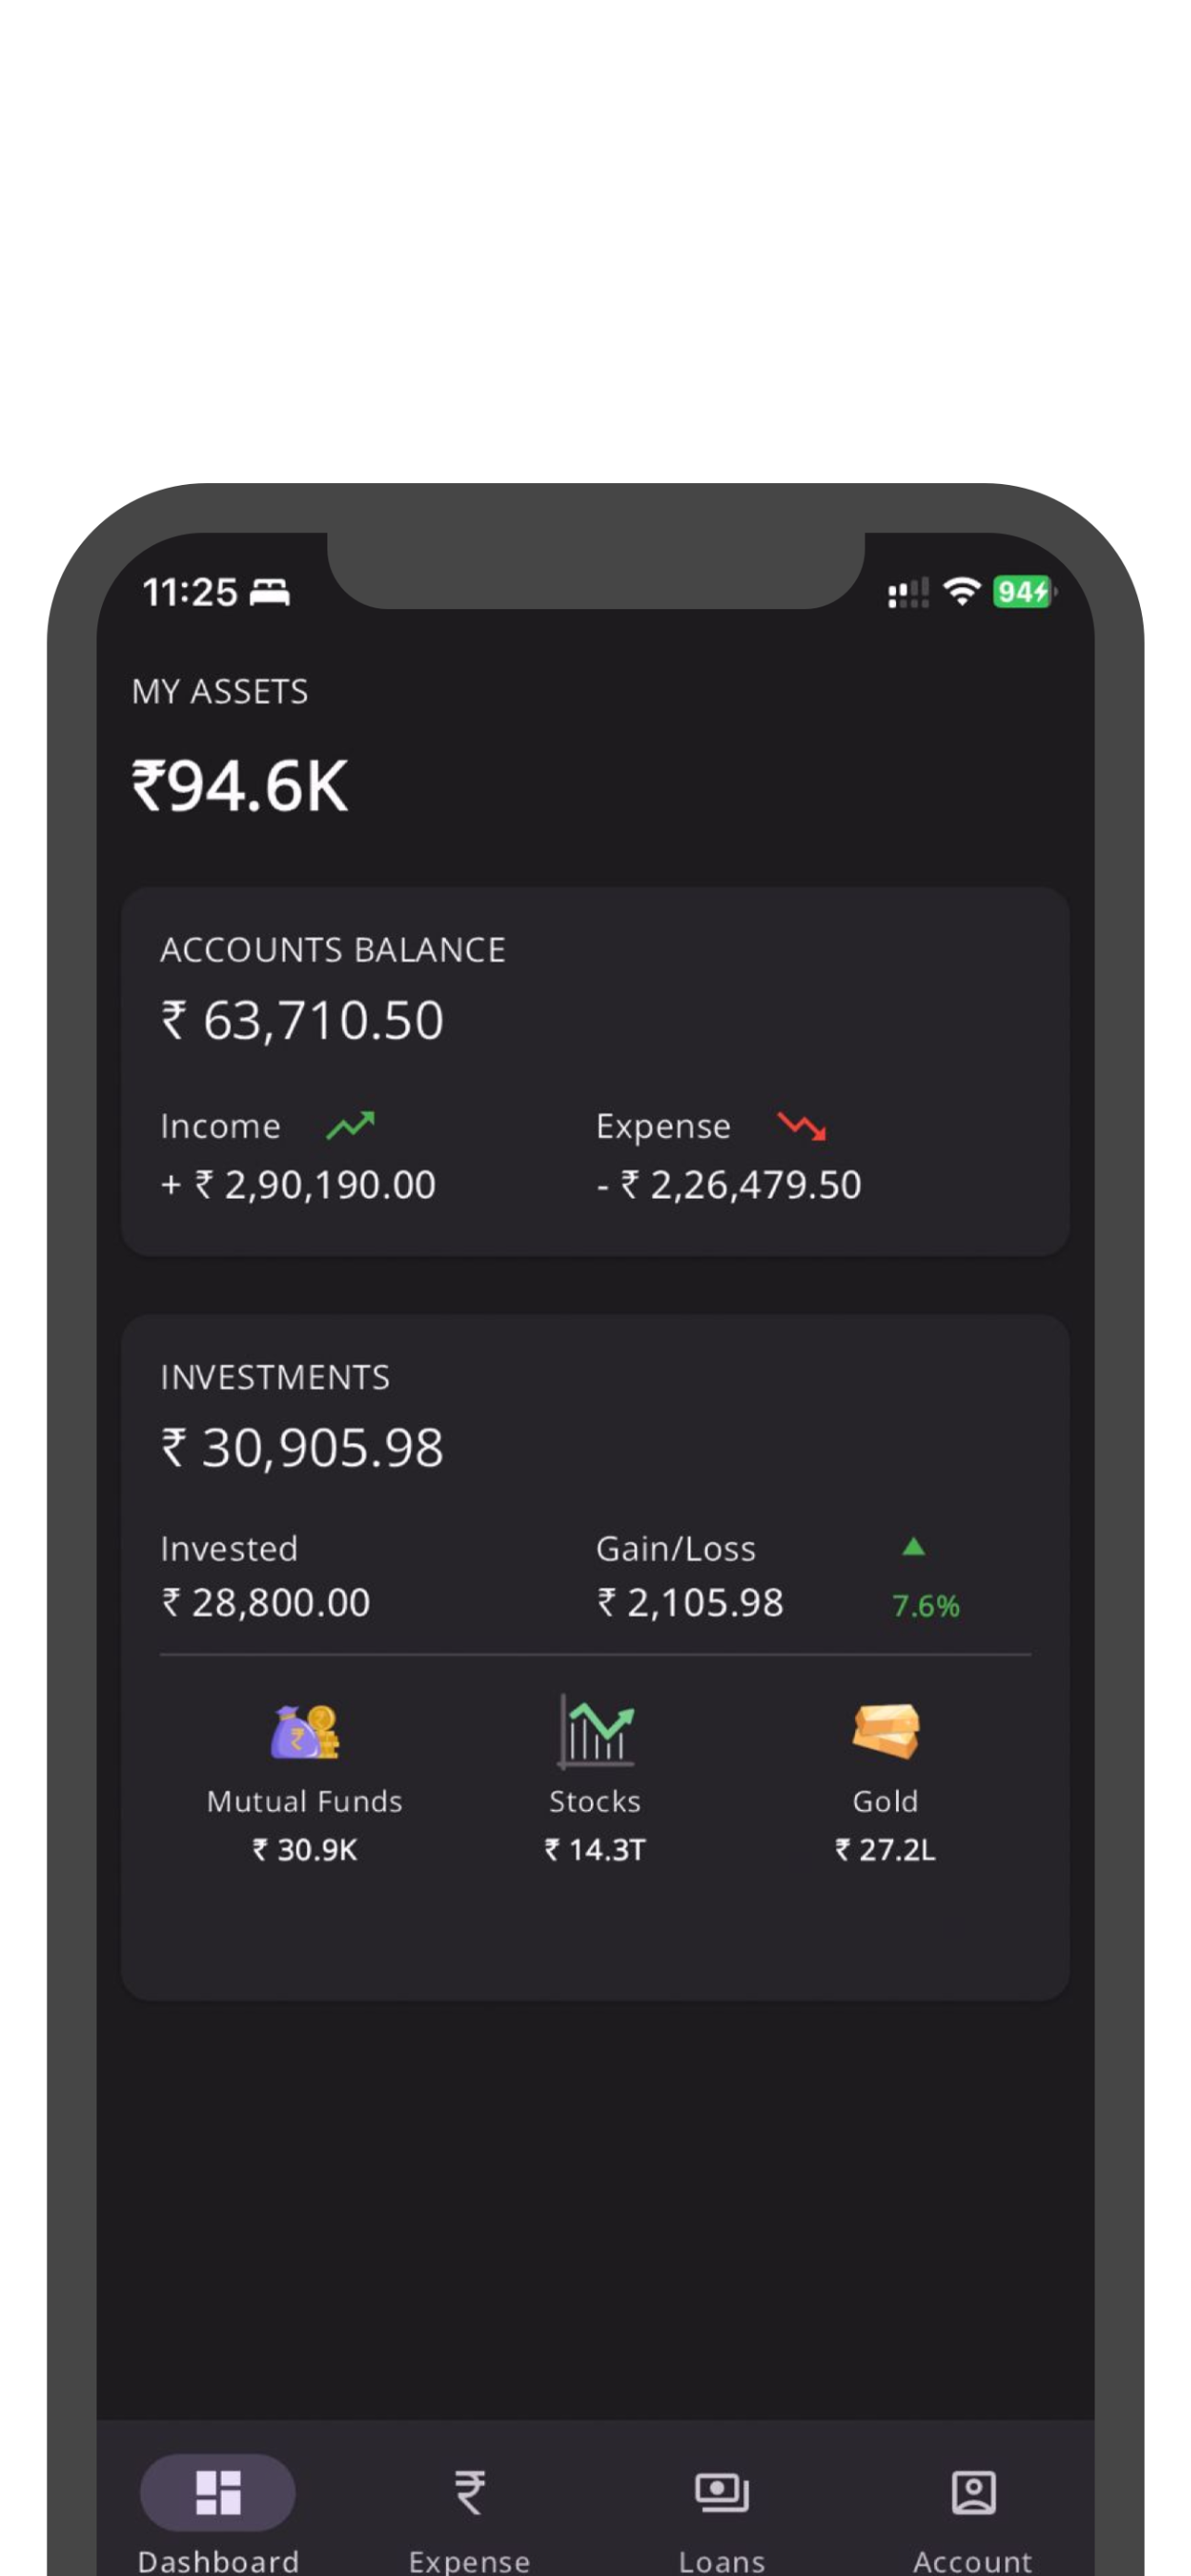 11:25
94
MY ASSETS
₹94.6K
ACCOUNTS BALANCE
₹ 63,710.50
Income Expense
+ ₹ 2,90,190.00 - ₹ 2,26,479.50
INVESTMENTS
₹ 30,905.98
Invested Gain/Loss
₹ 28,800.00 ₹ 2,105.98 7.6%
Mutual Funds Stocks Gold
₹ 30.9K ₹ 14.3T ₹ 27.2L
Dashboard Expense Loans Account